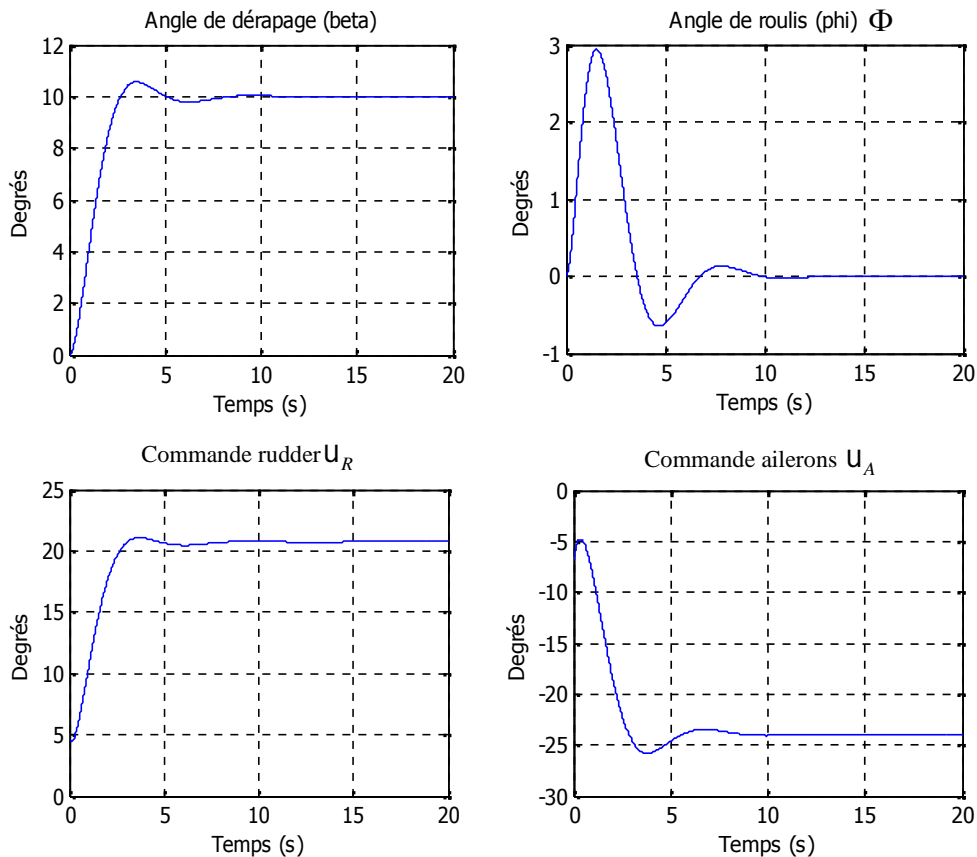 Angle de dérapage (beta)
12
10
8
6
4
2
0
Degrés
0 5 10 15 20
Temps (s)
Angle de roulis (phi) Φ
3
2
1
0
-1
Degrés
0 5 10 15 20
Temps (s)
Commande rudder U_R
25
20
15
10
5
0
Degrés
0 5 10 15 20
Temps (s)
Commande ailerons U_A
0
-5
-10
-15
-20
-25
-30
Degrés
0 5 10 15 20
Temps (s)